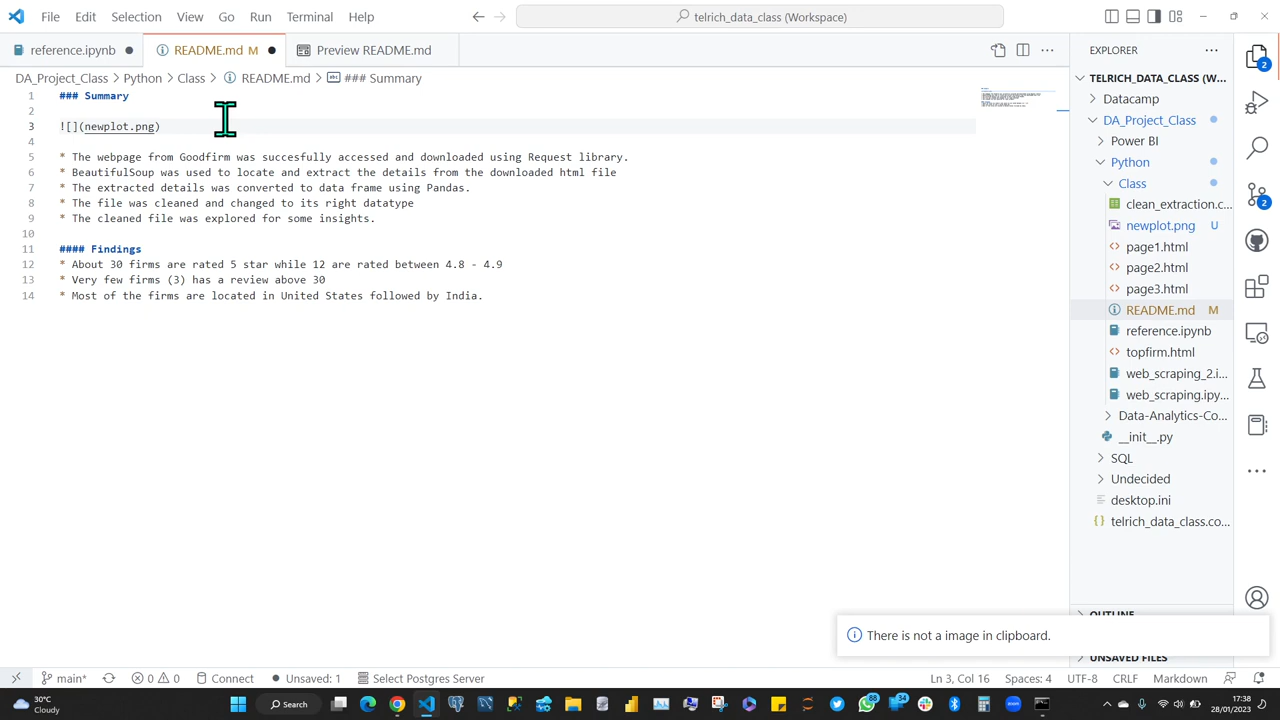 File Edit Selection View Go Run Terminal Help
telrich_data_class (Workspace)
reference.ipynb
README.md M
Preview README.md
DA_Project_Class > Python > Class > README.md > ### Summary
1 ### Summary
2
3 ![](newplot.png)
4
5 * The webpage from Goodfirm was succesfully accessed and downloaded using Request library.
6 * BeautifulSoup was used to locate and extract the details from the downloaded html file
7 * The extracted details was converted to data frame using Pandas.
8 * The file was cleaned and changed to its right datatype
9 * The cleaned file was explored for some insights.
10
11 #### Findings
12 * About 30 firms are rated 5 star while 12 are rated between 4.8 - 4.9
13 * Very few firms (3) has a review above 30
14 * Most of the firms are located in United States followed by India.
EXPLORER
TELRICH_DATA_CLASS (W...
Datacamp
DA_Project_Class
Power BI
Python
Class
clean_extraction.c...
newplot.png U
page1.html
page2.html
page3.html
README.md M
reference.ipynb
topfirm.html
web_scraping_2.i...
web_scraping.ipy...
Data-Analytics-Co...
__init__.py
SQL
Undecided
desktop.ini
telrich_data_class.co...
OUTLINE
UNSAVED FILES
2
2
There is not a image in clipboard.
main*
0 0
Connect
Unsaved: 1
Select Postgres Server
Ln 3, Col 16
Spaces: 4
UTF-8
CRLF
Markdown
30°C
Cloudy
Search
88
34
17:38
28/01/2023